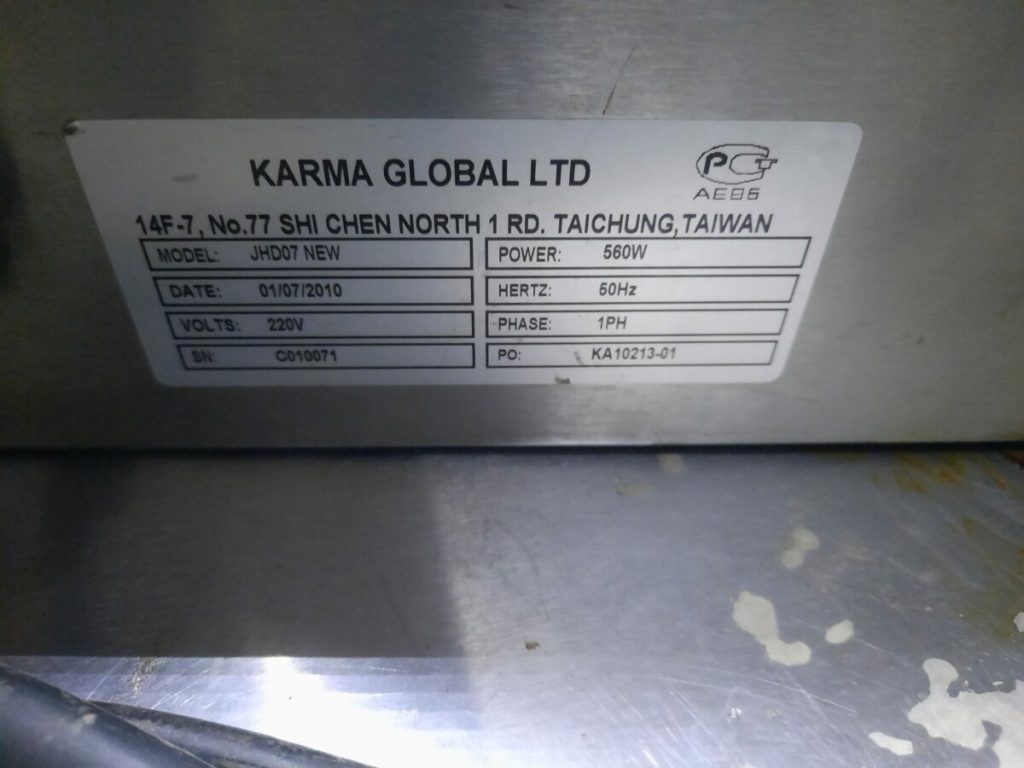 KARMA GLOBAL LTD
PCT
AE86
14F-7, No.77 SHI CHEN NORTH 1 RD. TAICHUNG, TAIWAN
MODEL: JHD07 NEW POWER: 560W
DATE: 01/07/2010 HERTZ: 50Hz
VOLTS: 220V PHASE: 1PH
SN: C010071 PO: KA10213-01